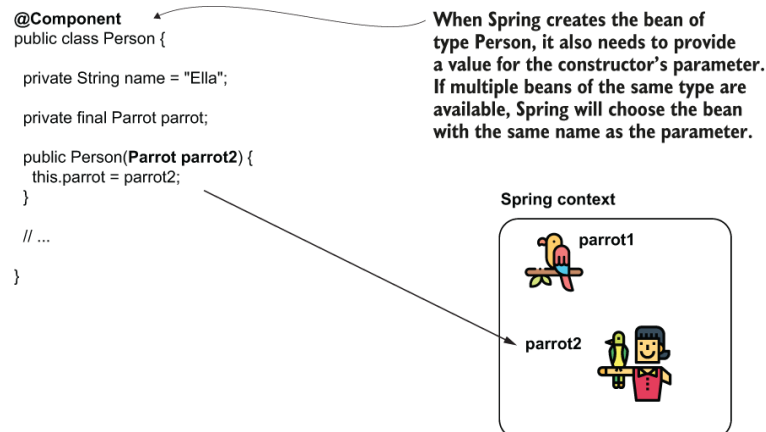 @Component
public class Person {
private String name = "Ella";
private final Parrot parrot;
public Person(Parrot parrot2) {
this.parrot = parrot2;
}
// ...
}
When Spring creates the bean of
type Person, it also needs to provide
a value for the constructor's parameter.
If multiple beans of the same type are
available, Spring will choose the bean
with the same name as the parameter.
Spring context
parrot1
parrot2